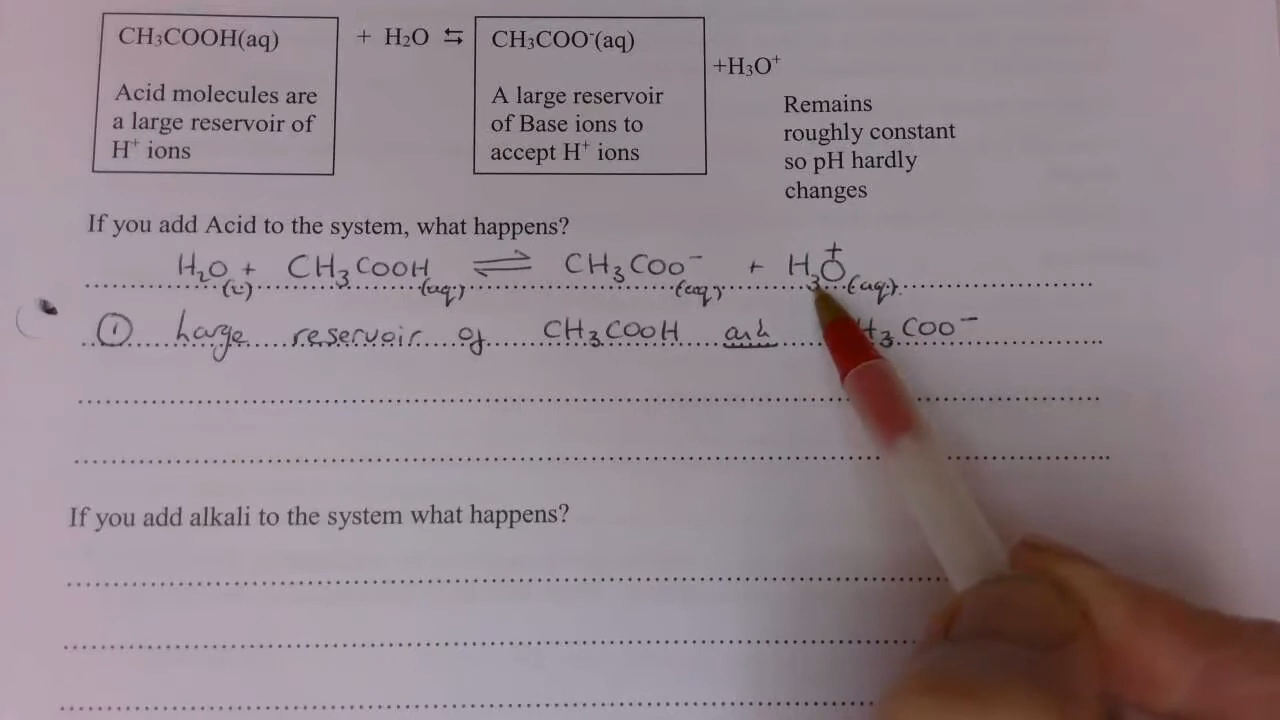 CH₃COOH(aq) + H₂O ⇆ CH₃COO⁻(aq) +H₃O⁺
Acid molecules are
a large reservoir of
H⁺ ions
A large reservoir
of Base ions to
accept H⁺ ions
Remains
roughly constant
so pH hardly
changes
If you add Acid to the system, what happens?
H₂O(l) + CH₃COOH(aq) ⇌ CH₃COO⁻(aq) + H₃O⁺(aq)
① Large reservoir of CH₃COOH and H₃COO⁻
If you add alkali to the system what happens?